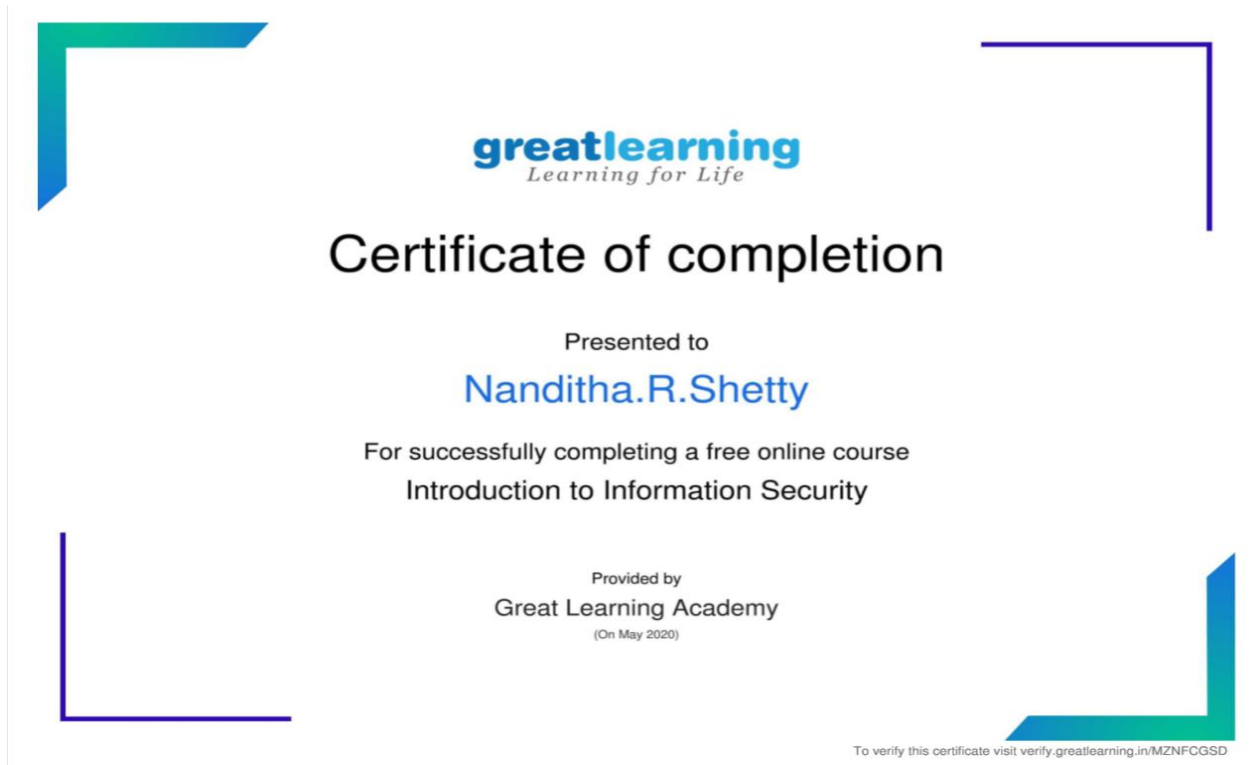 greatlearning
Learning for Life
Certificate of completion
Presented to
Nanditha.R.Shetty
For successfully completing a free online course
Introduction to Information Security
Provided by
Great Learning Academy
(On May 2020)
To verify this certificate visit verify.greatlearning.in/MZNFCGSD